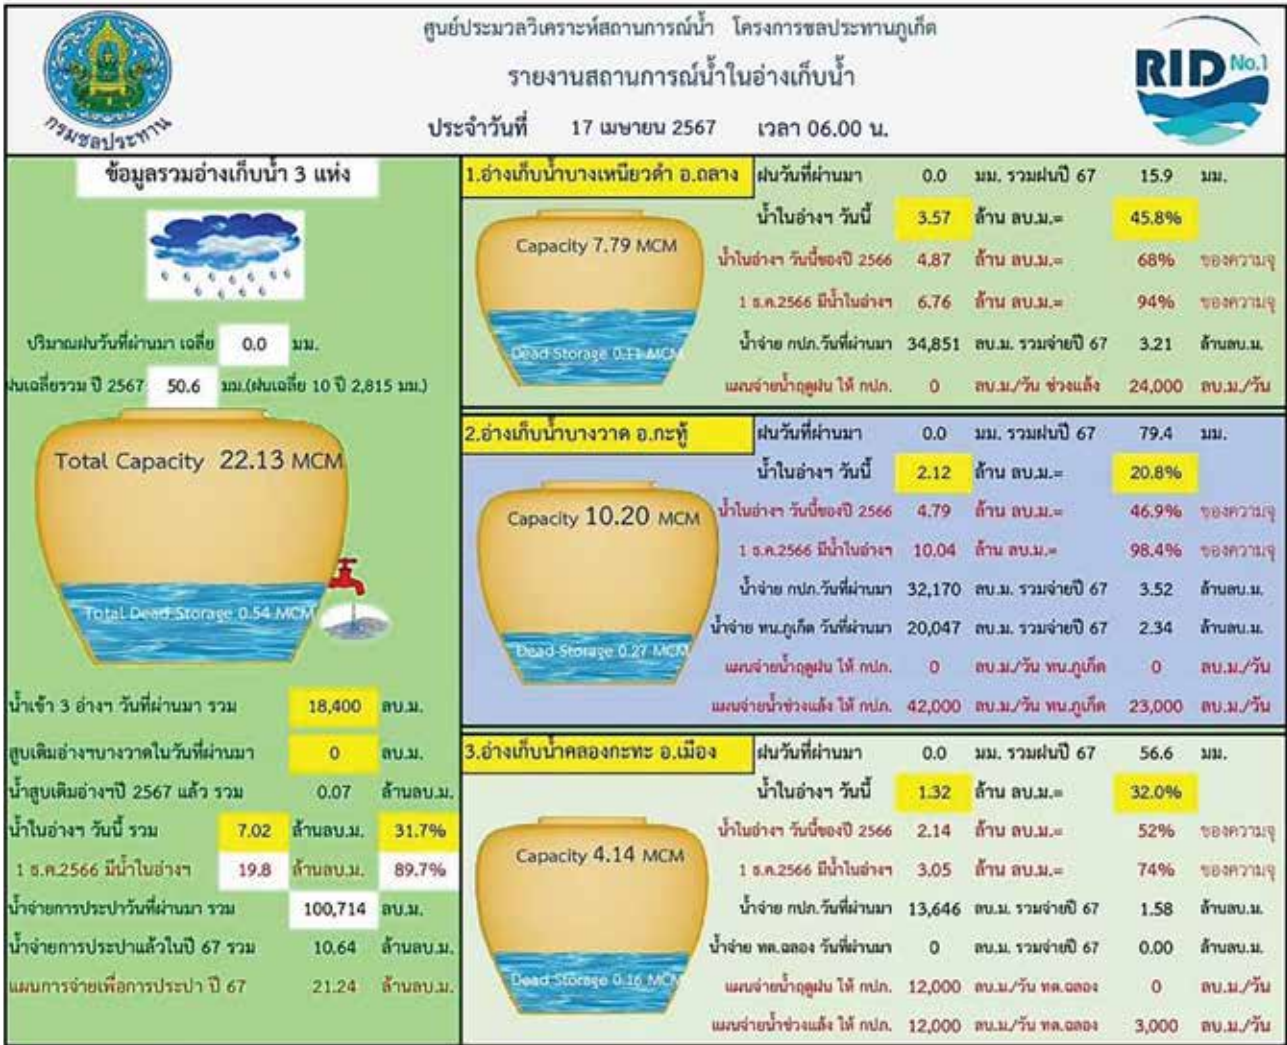 ศูนย์ประมวลวิเคราะห์สถานการณ์น้ำ โครงการชลประทานภูเก็ต
รายงานสถานการณ์น้ำในอ่างเก็บน้ำ
ประจำวันที่ 17 เมษายน 2567 เวลา 06.00 น.
กรมชลประทาน
RID No.1
ข้อมูลรวมอ่างเก็บน้ำ 3 แห่ง
ปริมาณฝนวันที่ผ่านมา เฉลี่ย 0.0 มม.
ฝนเฉลี่ยรวม ปี 2567 50.6 มม.(ฝนเฉลี่ย 10 ปี 2,815 มม.)
Total Capacity 22.13 MCM
Total Dead Storage 0.54 MCM
น้ำเข้า 3 อ่างฯ วันที่ผ่านมา รวม 18,400 ลบ.ม.
สูบเติมอ่างฯบางวาดในวันที่ผ่านมา 0 ลบ.ม.
น้ำสูบเติมอ่างฯปี 2567 แล้ว รวม 0.07 ล้านลบ.ม.
น้ำในอ่างฯ วันนี้ รวม 7.02 ล้านลบ.ม. 31.7%
1 ธ.ค.2566 มีน้ำในอ่างฯ 19.8 ล้านลบ.ม. 89.7%
น้ำจ่ายการประปาวันที่ผ่านมา รวม 100,714 ลบ.ม.
น้ำจ่ายการประปาแล้วในปี 67 รวม 10.64 ล้านลบ.ม.
แผนการจ่ายเพื่อการประปา ปี 67 21.24 ล้านลบ.ม.
1.อ่างเก็บน้ำบางเหนียวดำ อ.ถลาง ฝนวันที่ผ่านมา 0.0 มม. รวมฝนปี 67 15.9 มม.
น้ำในอ่างฯ วันนี้ 3.57 ล้าน ลบ.ม.= 45.8%
Capacity 7.79 MCM
น้ำในอ่างฯ วันนี้ของปี 2566 4.87 ล้าน ลบ.ม.= 68% ของความจุ
1 ธ.ค.2566 มีน้ำในอ่างฯ 6.76 ล้าน ลบ.ม.= 94% ของความจุ
Dead Storage 0.11 MCM
น้ำจ่าย กปภ.วันที่ผ่านมา 34,851 ลบ.ม. รวมจ่ายปี 67 3.21 ล้านลบ.ม.
แผนจ่ายน้ำฤดูฝน ให้ กปภ. 0 ลบ.ม./วัน ช่วงแล้ง 24,000 ลบ.ม./วัน
2.อ่างเก็บน้ำบางวาด อ.กะทู้ ฝนวันที่ผ่านมา 0.0 มม. รวมฝนปี 67 79.4 มม.
น้ำในอ่างฯ วันนี้ 2.12 ล้าน ลบ.ม.= 20.8%
Capacity 10.20 MCM
น้ำในอ่างฯ วันนี้ของปี 2566 4.79 ล้าน ลบ.ม.= 46.9% ของความจุ
1 ธ.ค.2566 มีน้ำในอ่างฯ 10.04 ล้าน ลบ.ม.= 98.4% ของความจุ
น้ำจ่าย กปภ.วันที่ผ่านมา 32,170 ลบ.ม. รวมจ่ายปี 67 3.52 ล้านลบ.ม.
น้ำจ่าย ทน.ภูเก็ต วันที่ผ่านมา 20,047 ลบ.ม. รวมจ่ายปี 67 2.34 ล้านลบ.ม.
Dead Storage 0.27 MCM
แผนจ่ายน้ำฤดูฝน ให้ กปภ. 0 ลบ.ม./วัน ทน.ภูเก็ต 0 ลบ.ม./วัน
แผนจ่ายน้ำช่วงแล้ง ให้ กปภ. 42,000 ลบ.ม./วัน ทน.ภูเก็ต 23,000 ลบ.ม./วัน
3.อ่างเก็บน้ำคลองกะทะ อ.เมือง ฝนวันที่ผ่านมา 0.0 มม. รวมฝนปี 67 56.6 มม.
น้ำในอ่างฯ วันนี้ 1.32 ล้าน ลบ.ม.= 32.0%
น้ำในอ่างฯ วันนี้ของปี 2566 2.14 ล้าน ลบ.ม.= 52% ของความจุ
Capacity 4.14 MCM
1 ธ.ค.2566 มีน้ำในอ่างฯ 3.05 ล้าน ลบ.ม.= 74% ของความจุ
น้ำจ่าย กปภ.วันที่ผ่านมา 13,646 ลบ.ม. รวมจ่ายปี 67 1.58 ล้านลบ.ม.
น้ำจ่าย ทต.ฉลอง วันที่ผ่านมา 0 ลบ.ม. รวมจ่ายปี 67 0.00 ล้านลบ.ม.
Dead Storage 0.16 MCM
แผนจ่ายน้ำฤดูฝน ให้ กปภ. 12,000 ลบ.ม./วัน ทต.ฉลอง 0 ลบ.ม./วัน
แผนจ่ายน้ำช่วงแล้ง ให้ กปภ. 12,000 ลบ.ม./วัน ทต.ฉลอง 3,000 ลบ.ม./วัน